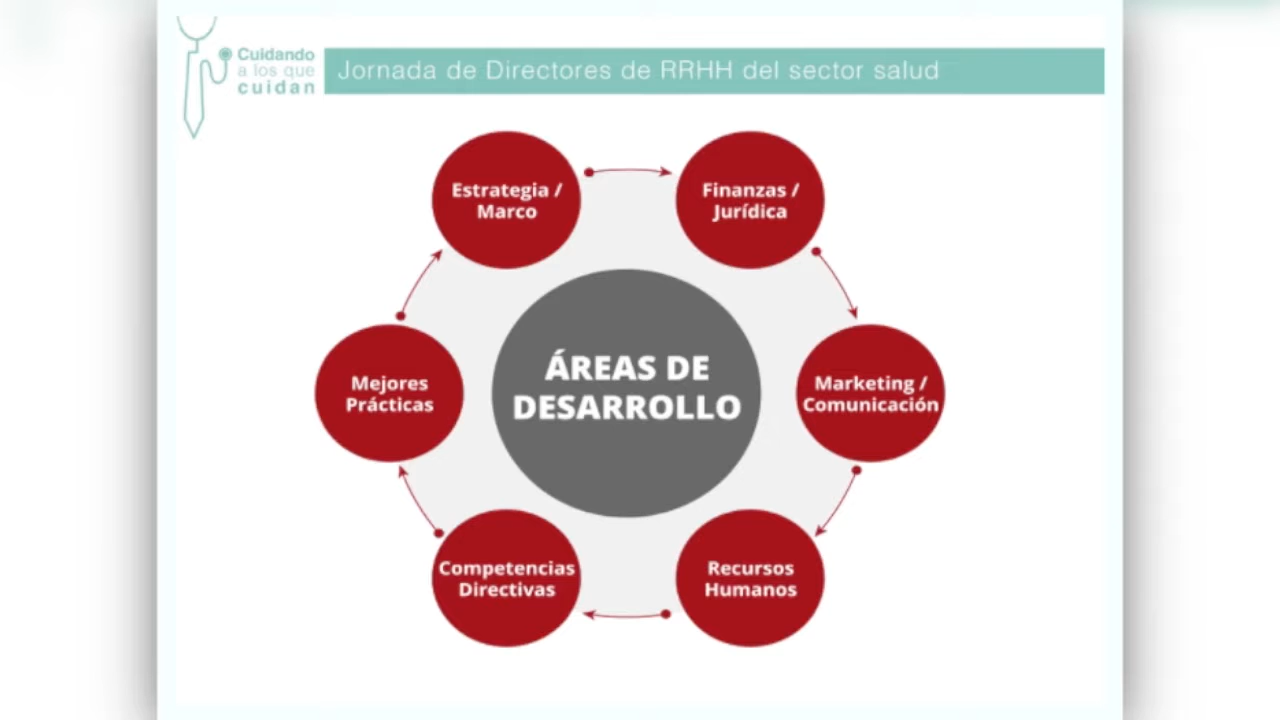 Cuidando
a los que
cuidan
Jornada de Directores de RRHH del sector salud
Estrategia /
Marco
Finanzas /
Jurídica
Mejores
Prácticas
ÁREAS DE
DESARROLLO
Marketing /
Comunicación
Competencias
Directivas
Recursos
Humanos